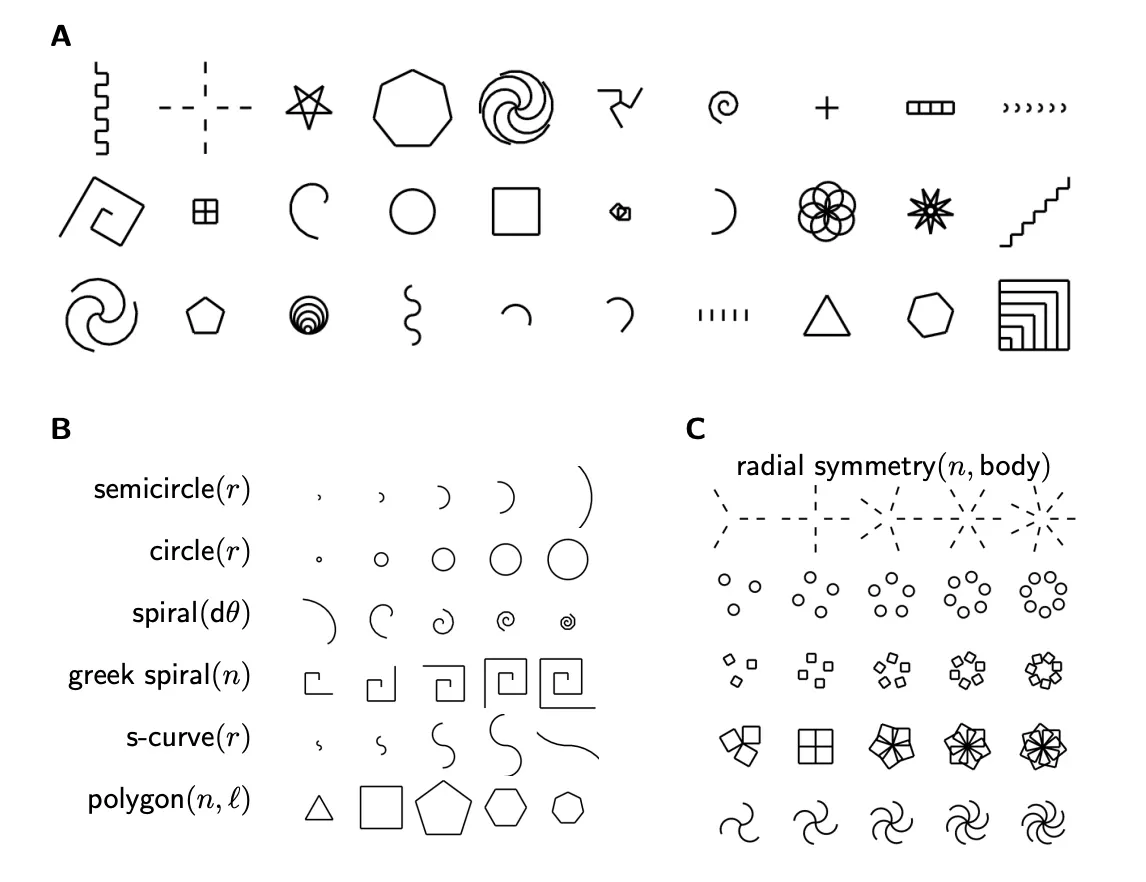 A
B
semicircle(r)
circle(r)
spiral(dθ)
greek spiral(n)
s-curve(r)
polygon(n, ℓ)
C
radial symmetry(n, body)